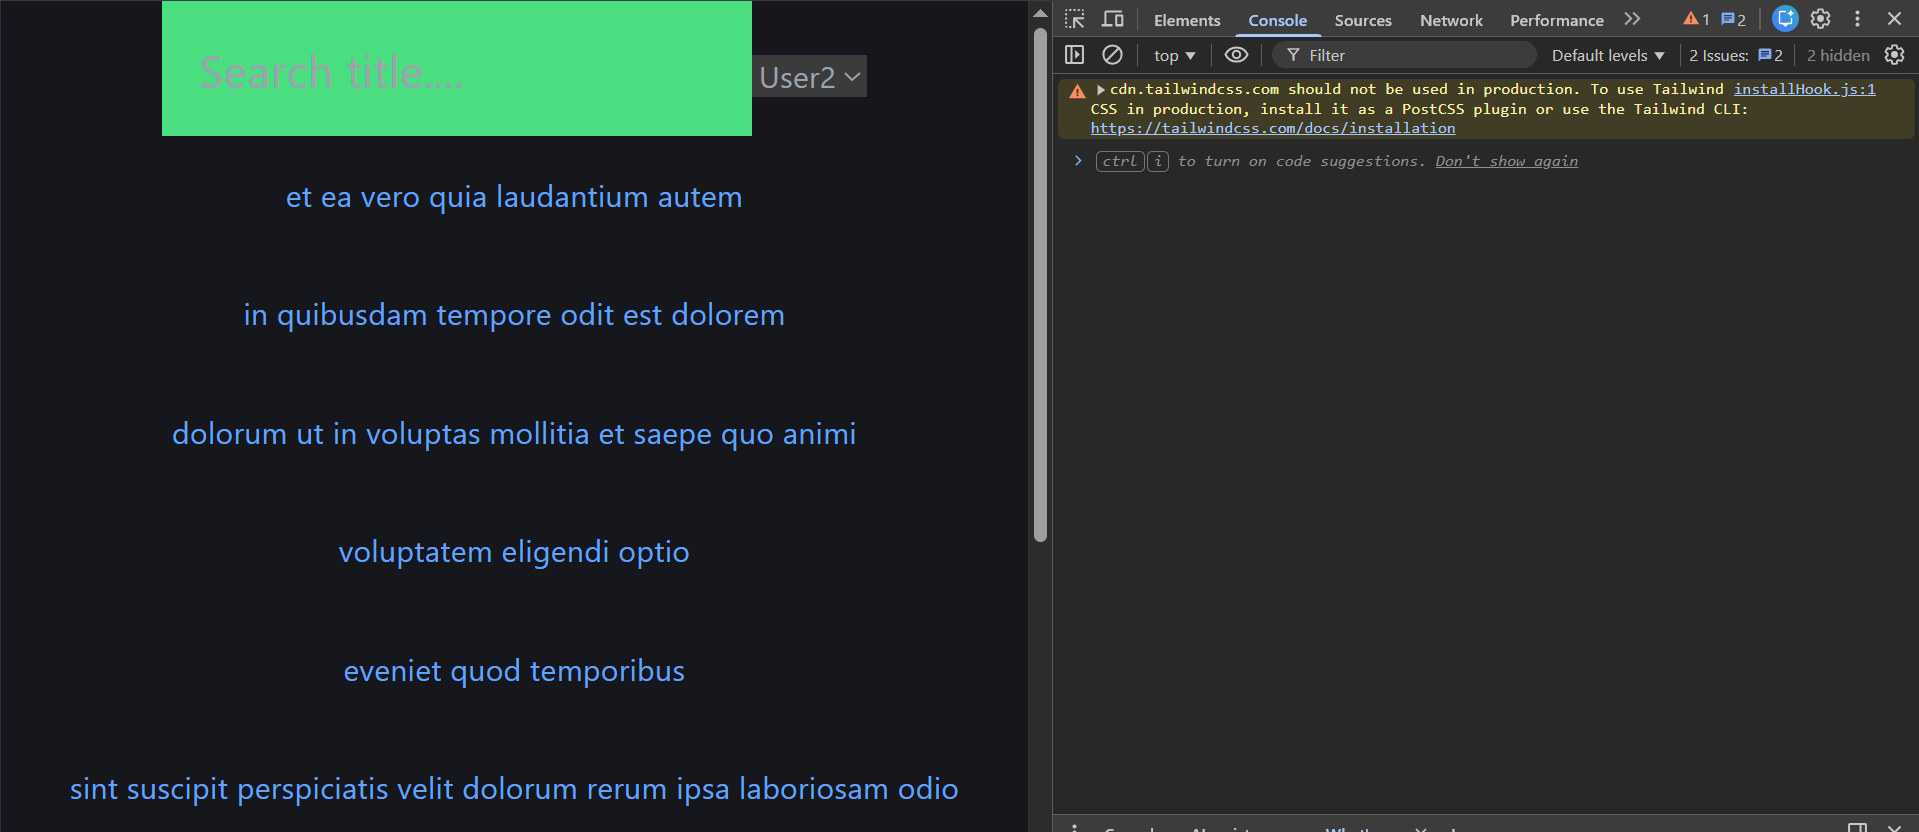 Search title....
User2
et ea vero quia laudantium autem
in quibusdam tempore odit est dolorem
dolorum ut in voluptas mollitia et saepe quo animi
voluptatem eligendi optio
eveniet quod temporibus
sint suscipit perspiciatis velit dolorum rerum ipsa laboriosam odio
Elements Console Sources Network Performance 1 2
top Filter Default levels 2 Issues: 2 2 hidden
cdn.tailwindcss.com should not be used in production. To use Tailwind installHook.js:1
CSS in production, install it as a PostCSS plugin or use the Tailwind CLI:
https://tailwindcss.com/docs/installation
ctrl i to turn on code suggestions. Don't show again